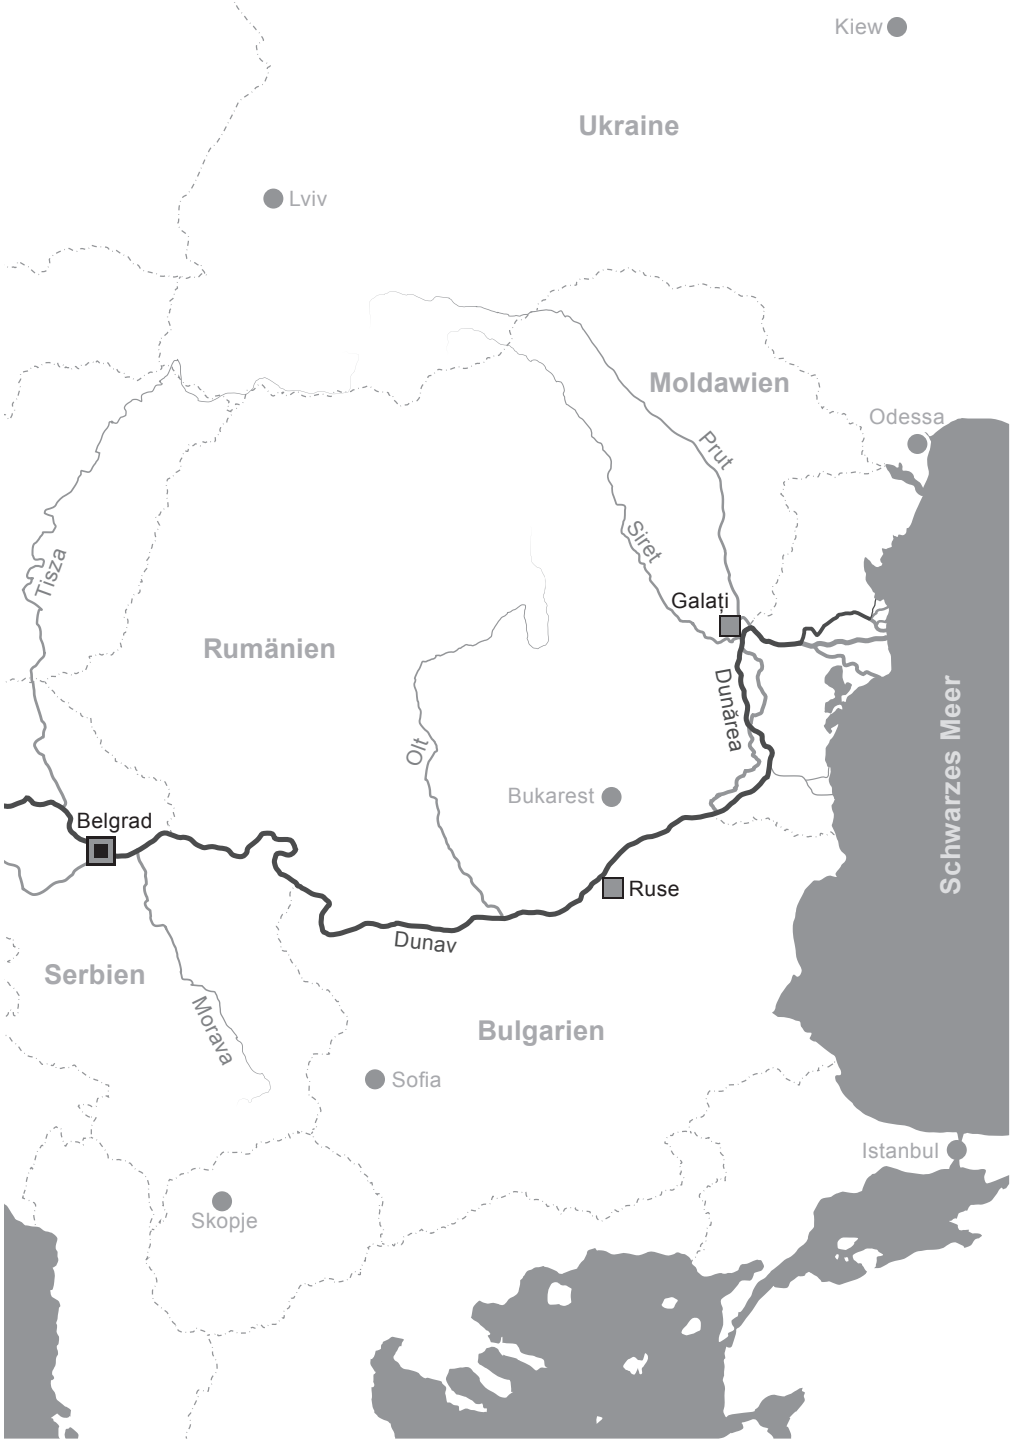 Kiew
Ukraine
Lviv
Moldawien
Odessa
Prut
Siret
Tisza
Galați
Rumänien
Dunărea
Schwarzes Meer
Olt
Bukarest
Belgrad
Ruse
Dunav
Serbien
Morava
Bulgarien
Sofia
Istanbul
Skopje